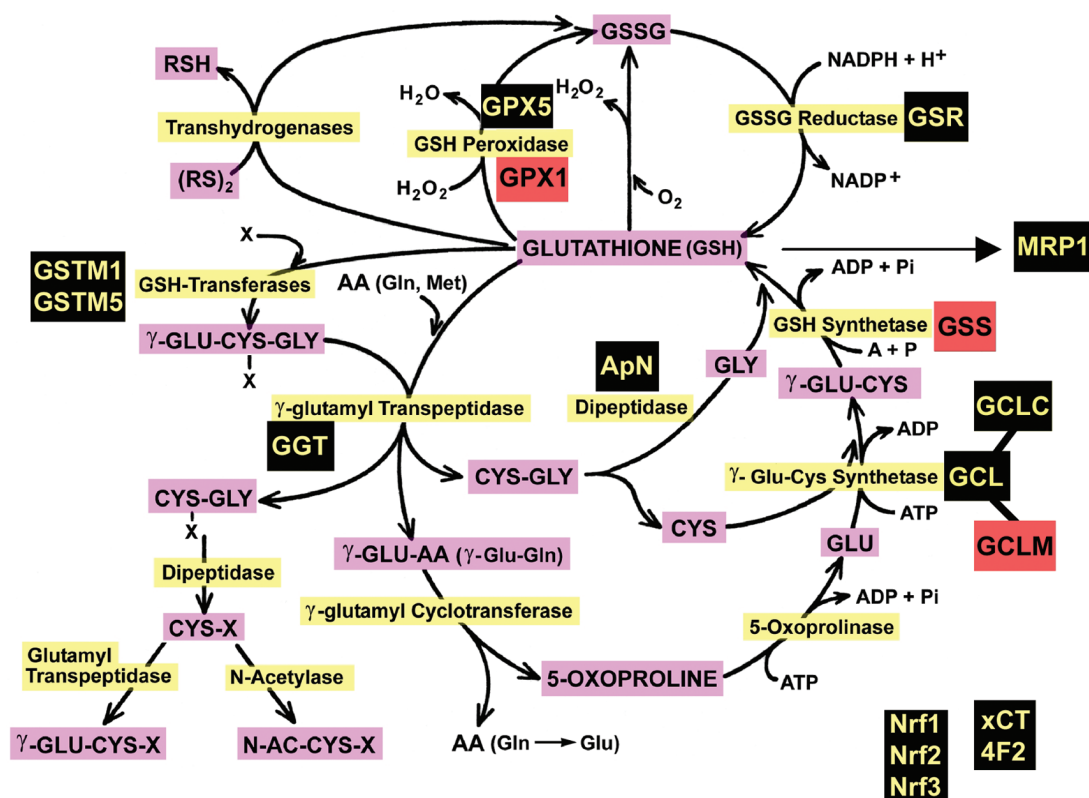 GSSG
RSH
NADPH + H+
H2O
GPX5
H2O2
Transhydrogenases
GSSG Reductase
GSR
GSH Peroxidase
(RS)2
H2O2
GPX1
O2
NADP+
X
GLUTATHIONE (GSH)
MRP1
GSTM1
GSTM5
GSH-Transferases
AA (Gln, Met)
ADP + Pi
GSH Synthetase
GSS
γ-GLU-CYS-GLY
X
A + P
ApN
GLY
γ-GLU-CYS
Dipeptidase
γ-glutamyl Transpeptidase
GGT
GCLC
ADP
CYS-GLY
γ- Glu-Cys Synthetase
GCL
CYS-GLY
X
CYS
ATP
GLU
GCLM
γ-GLU-AA (γ-Glu-Gln)
Dipeptidase
γ-glutamyl Cyclotransferase
ADP + Pi
CYS-X
5-Oxoprolinase
Glutamyl
Transpeptidase
N-Acetylase
5-OXOPROLINE
ATP
γ-GLU-CYS-X
N-AC-CYS-X
AA (Gln → Glu)
Nrf1
Nrf2
Nrf3
xCT
4F2